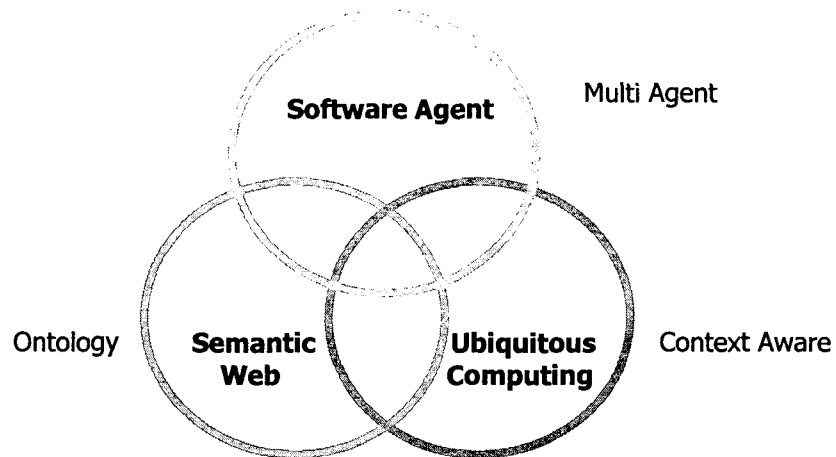 Software Agent
Multi Agent
Ontology
Semantic
Web
Ubiquitous
Computing
Context Aware